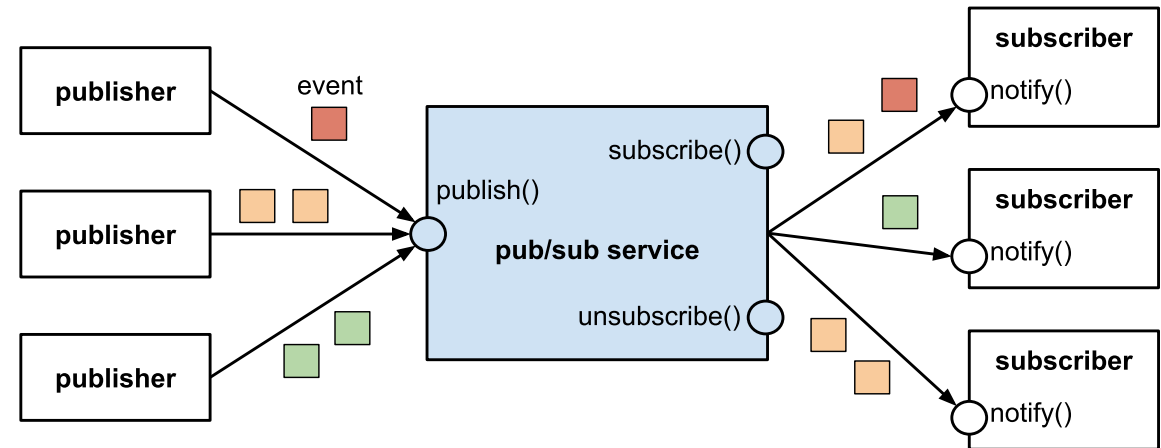 publisher
event
publisher
publisher
publish()
subscribe()
pub/sub service
unsubscribe()
subscriber
notify()
subscriber
notify()
subscriber
notify()